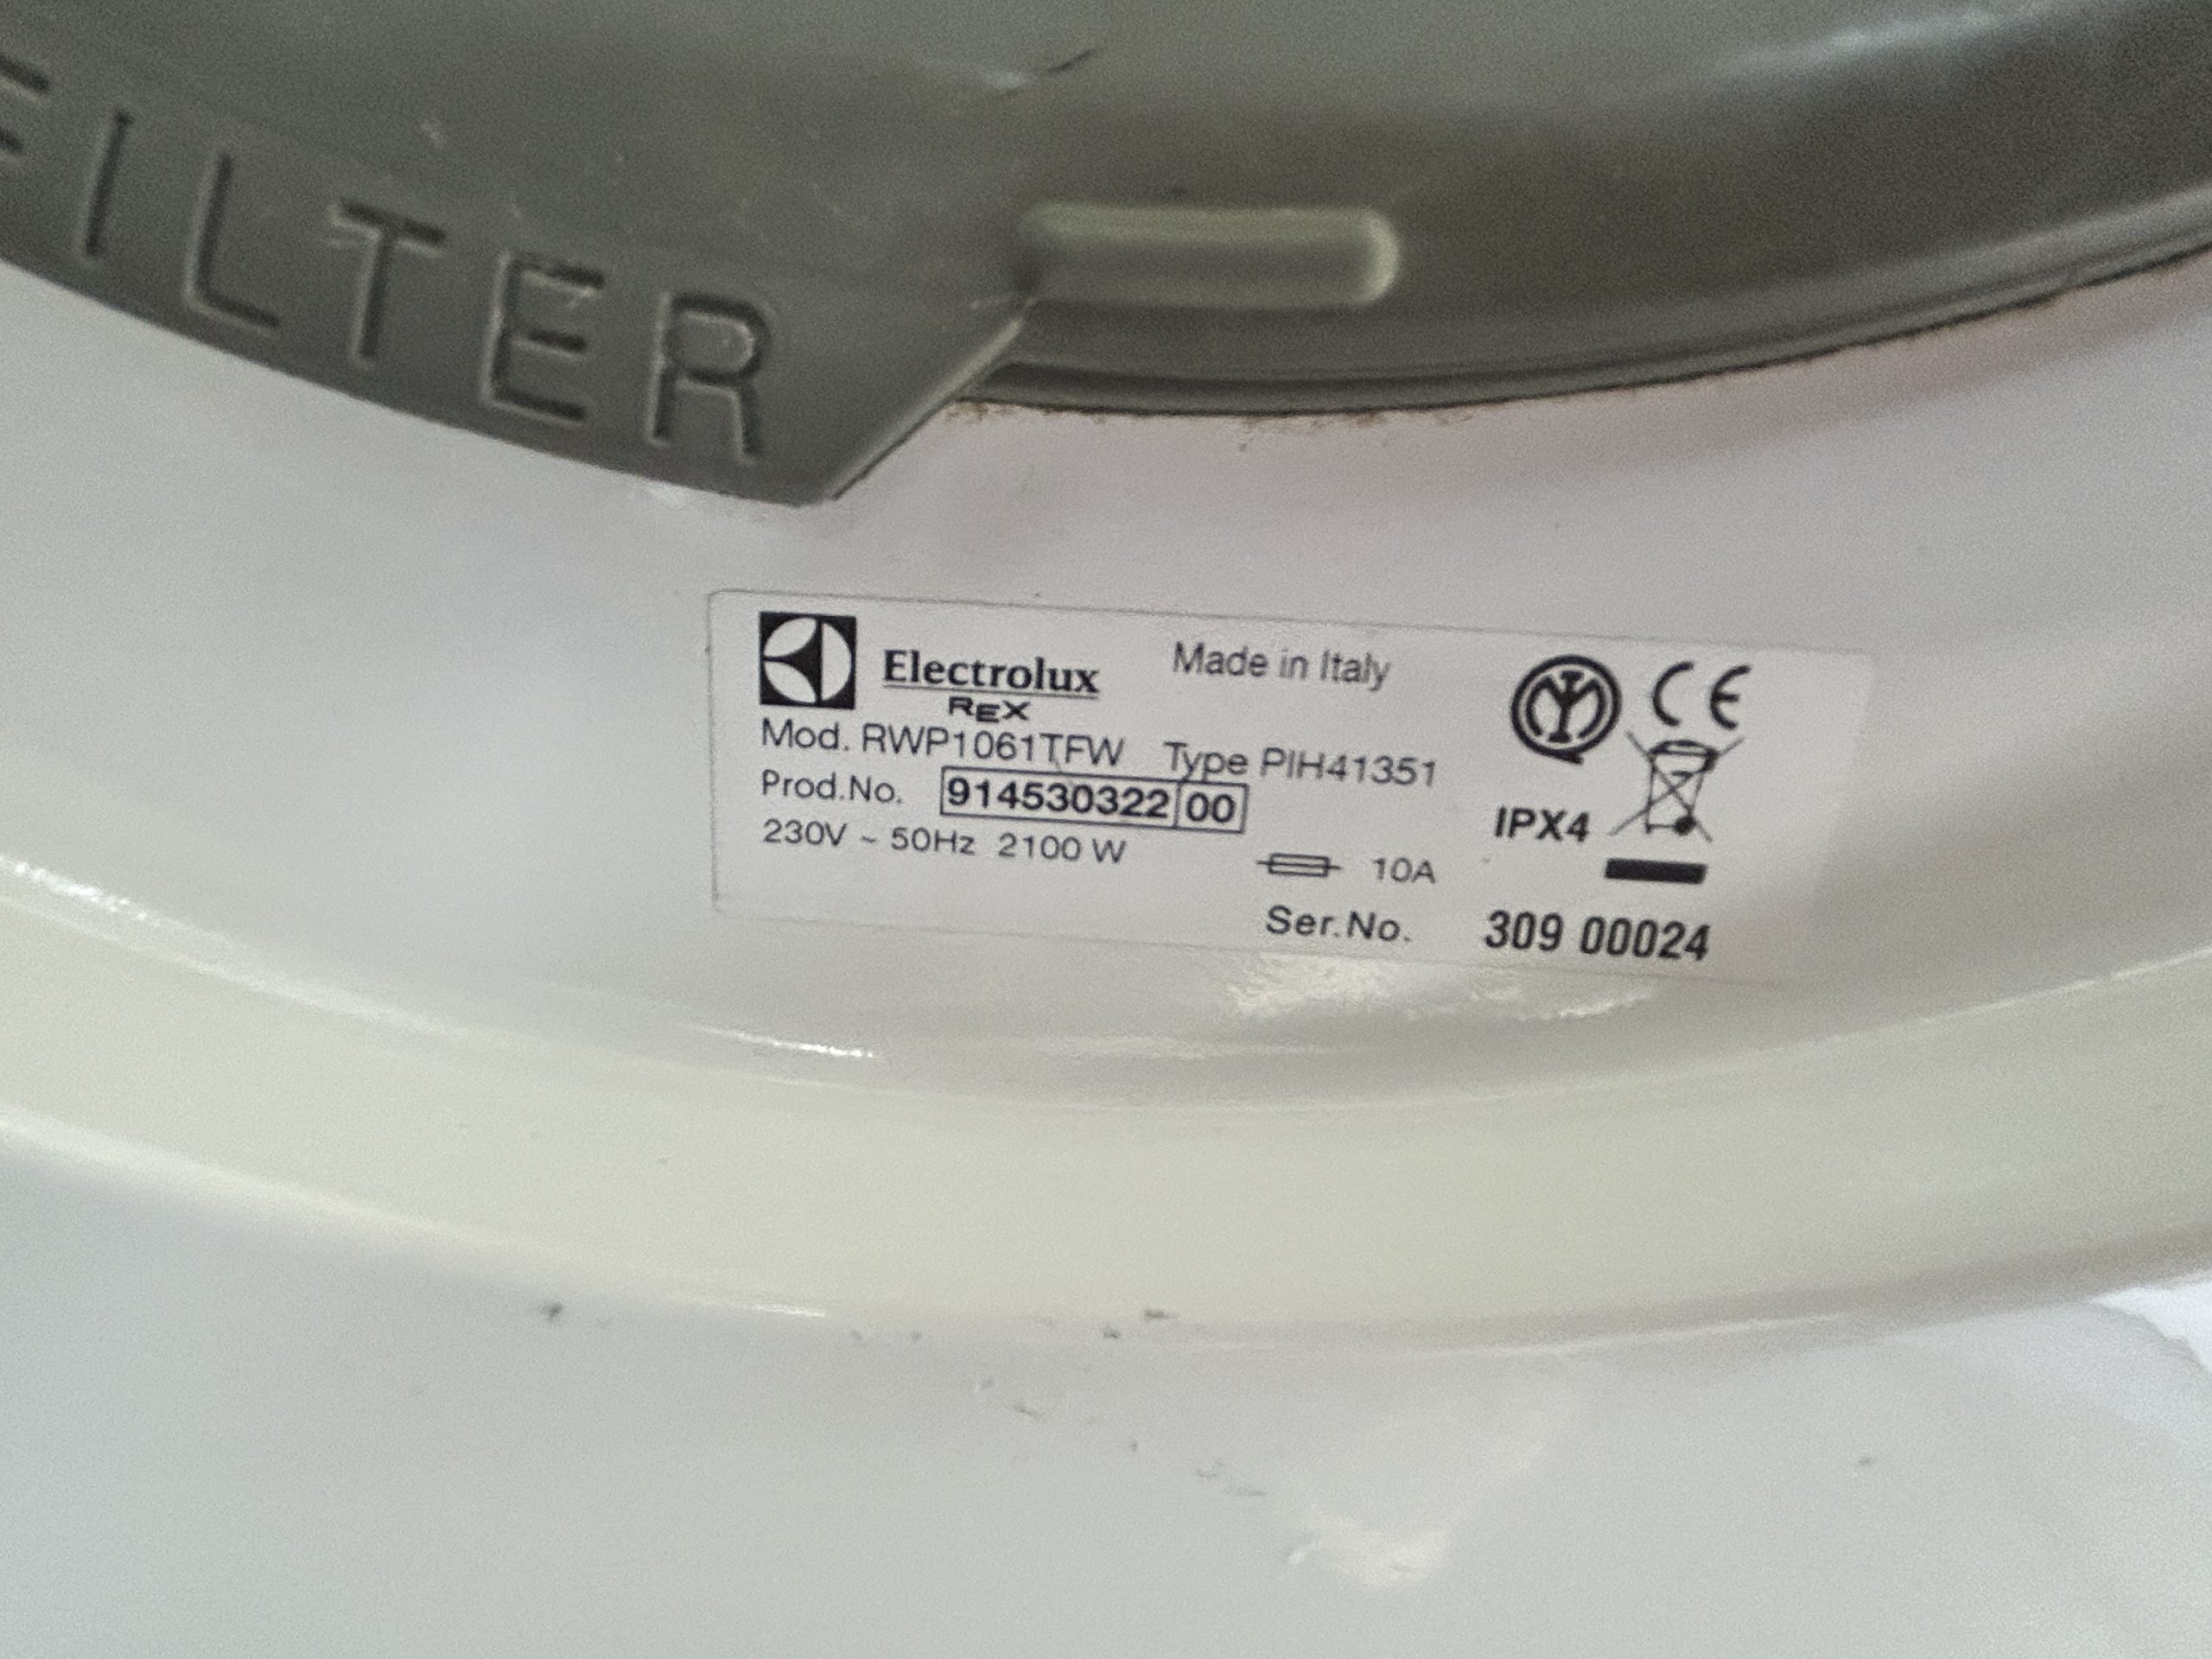 FILTER
Electrolux Made in Italy
REX
CE
Mod. RWP1061TFW Type PIH41351
Prod.No. 914530322 00
IPX4
230V ~ 50Hz 2100 W
10A
Ser.No. 309 00024